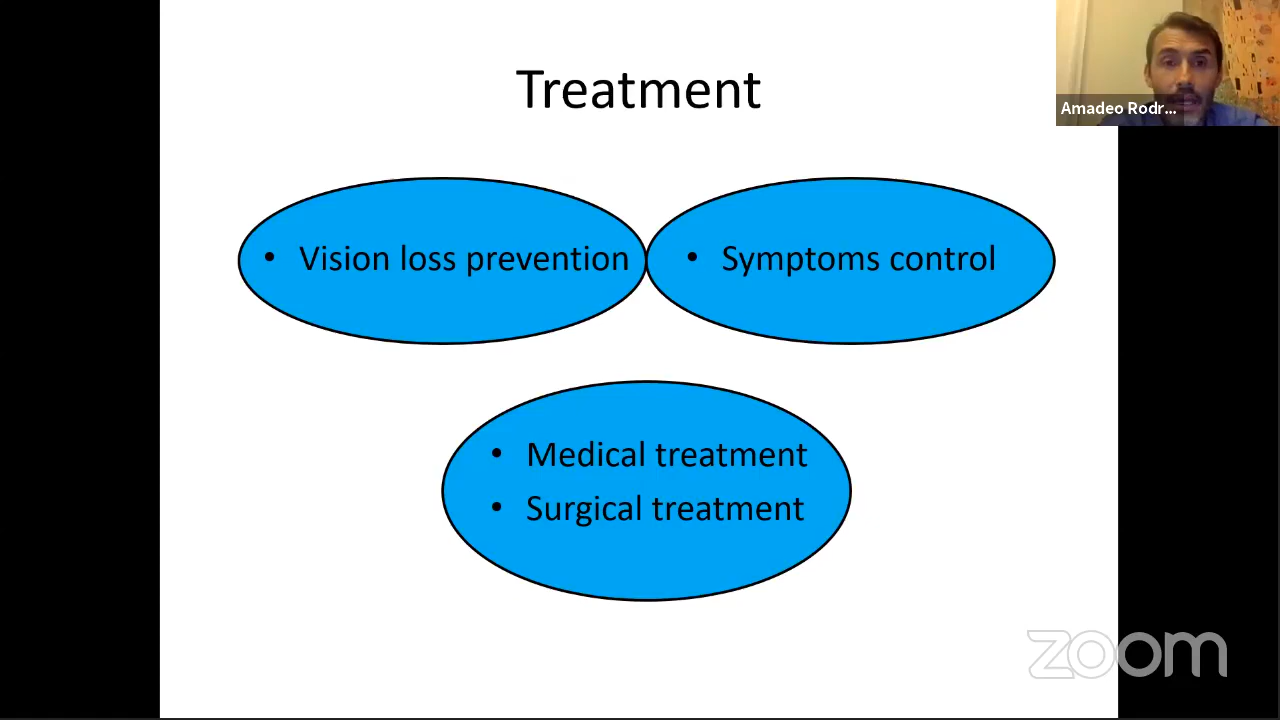 Treatment
Amadeo Rodr...
• Vision loss prevention
• Symptoms control
• Medical treatment
• Surgical treatment
zoom